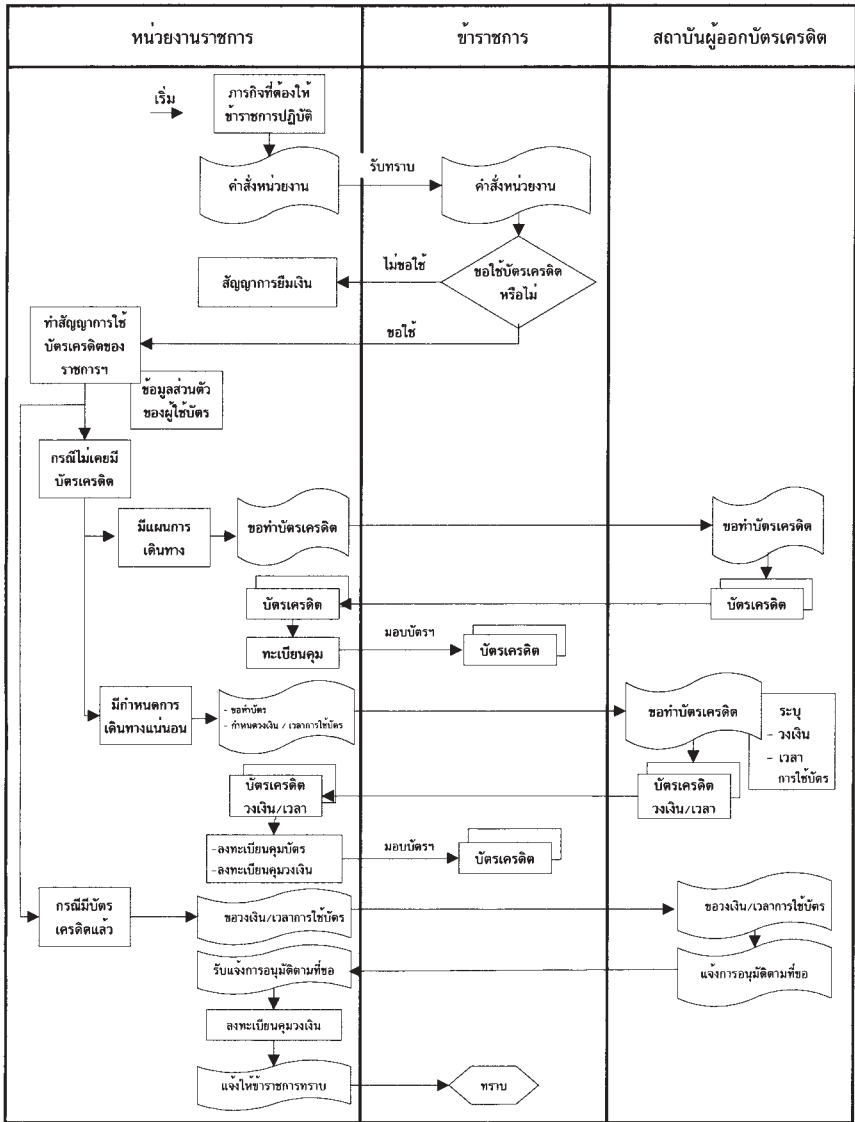 หน่วยงานราชการ
ข้าราชการ
สถาบันผู้ออกบัตรเครดิต
เริ่ม
ภารกิจที่ต้องให้
ข้าราชการปฏิบัติ
คำสั่งหน่วยงาน
รับทราบ
คำสั่งหน่วยงาน
ขอใช้บัตรเครดิต
หรือไม่
ไม่ขอใช้
สัญญาการยืมเงิน
ขอใช้
ทำสัญญาการใช้
บัตรเครดิตของ
ราชการฯ
ข้อมูลส่วนตัว
ของผู้ใช้บัตร
กรณีไม่เคยมี
บัตรเครดิต
มีแผนการ
เดินทาง
ขอทำบัตรเครดิต
ขอทำบัตรเครดิต
บัตรเครดิต
บัตรเครดิต
ทะเบียนคุม
มอบบัตรฯ
บัตรเครดิต
มีกำหนดการ
เดินทางแน่นอน
- ขอทำบัตร
- กำหนดวงเงิน / เวลาการใช้บัตร
ขอทำบัตรเครดิต
ระบุ
- วงเงิน
- เวลา
การใช้บัตร
บัตรเครดิต
วงเงิน/เวลา
บัตรเครดิต
วงเงิน/เวลา
-ลงทะเบียนคุมบัตร
-ลงทะเบียนคุมวงเงิน
มอบบัตรฯ
บัตรเครดิต
กรณีมีบัตร
เครดิตแล้ว
ขอวงเงิน/เวลาการใช้บัตร
ขอวงเงิน/เวลาการใช้บัตร
รับแจ้งการอนุมัติตามที่ขอ
แจ้งการอนุมัติตามที่ขอ
ลงทะเบียนคุมวงเงิน
แจ้งให้ข้าราชการทราบ
ทราบ